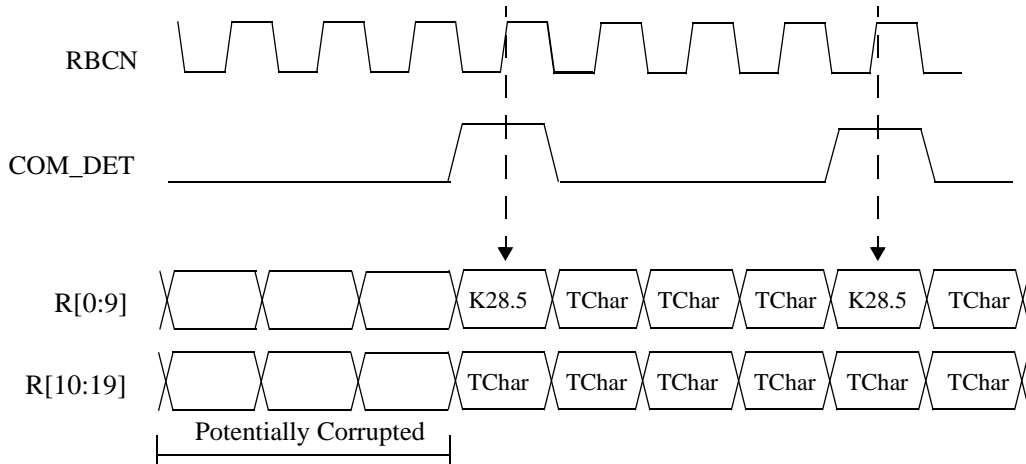 RBCN
COM_DET
R[0:9] K28.5 TChar TChar TChar K28.5 TChar
R[10:19] TChar TChar TChar TChar TChar TChar
Potentially Corrupted